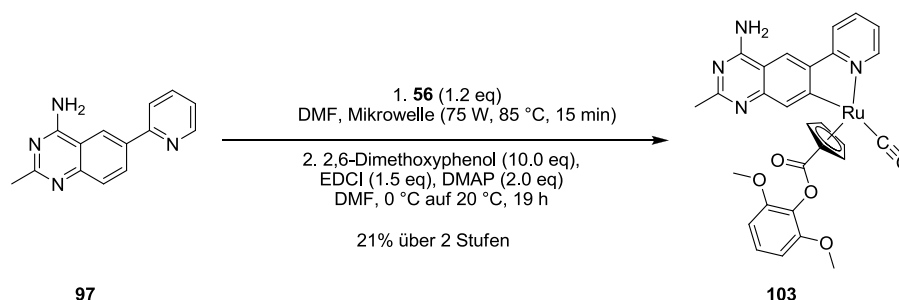 NH2
N
N
N
97
1. 56 (1.2 eq)
DMF, Mikrowelle (75 W, 85 °C, 15 min)
2. 2,6-Dimethoxyphenol (10.0 eq),
EDCI (1.5 eq), DMAP (2.0 eq)
DMF, 0 °C auf 20 °C, 19 h
21% über 2 Stufen
NH2
N
N
N
Ru
C
O
O
O
O
O
103